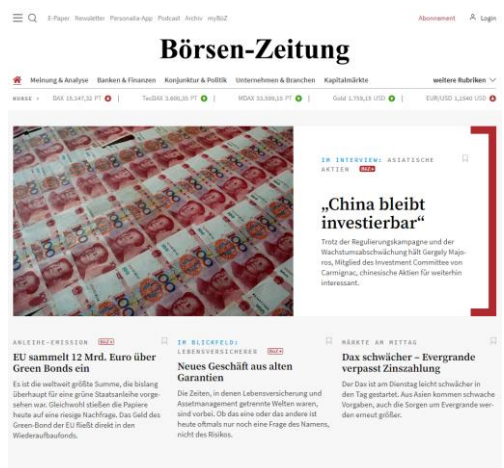 E-Paper Newsletter Personalia-App Podcast Archiv myBöZ
Abonnement Login
Börsen-Zeitung
Meinung & Analyse Banken & Finanzen Konjunktur & Politik Unternehmen & Branchen Kapitalmärkte weitere Rubriken
KURSE DAX 15.147,32 PT | TecDAX 3.600,35 PT | MDAX 33.599,15 PT | Gold 1.759,15 USD | EUR/USD 1,1540 USD
IM INTERVIEW: ASIATISCHE
AKTIEN BöZ+
„China bleibt
investierbar“
Trotz der Regulierungskampagne und der
Wachstumsabschwächung hält Gergely Majo-
ros, Mitglied des Investment Committee von
Carmignac, chinesische Aktien für weiterhin
interessant.
ANLEIHE-EMISSION BöZ+
EU sammelt 12 Mrd. Euro über
Green Bonds ein
Es ist die weltweit größte Summe, die bislang
überhaupt für eine grüne Staatsanleihe vorge-
sehen war. Gleichwohl stießen die Papiere
heute auf eine riesige Nachfrage. Das Geld des
Green-Bond der EU fließt direkt in den
Wiederaufbaufonds.
IM BLICKFELD:
LEBENSVERSICHERER BöZ+
Neues Geschäft aus alten
Garantien
Die Zeiten, in denen Lebensversicherung und
Assetmanagement getrennte Welten waren,
sind vorbei. Ob das eine oder das andere ist
heute oftmals nur noch eine Frage des Namens,
nicht des Risikos.
MÄRKTE AM MITTAG
Dax schwächer – Evergrande
verpasst Zinszahlung
Der Dax ist am Dienstag leicht schwächer in
den Tag gestartet. Aus Asien kommen schwache
Vorgaben, auch die Sorgen um Evergrande wer-
den erneut größer.